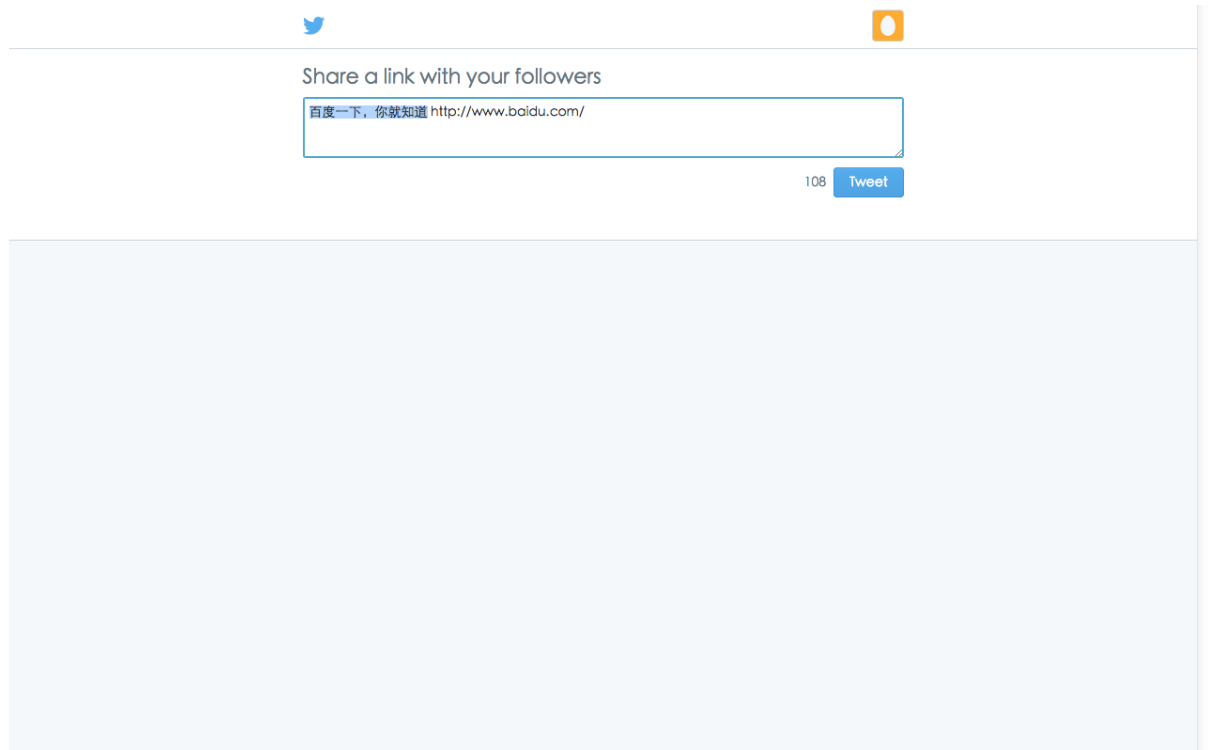 Share a link with your followers
百度一下，你就知道 http://www.baidu.com/
108 Tweet